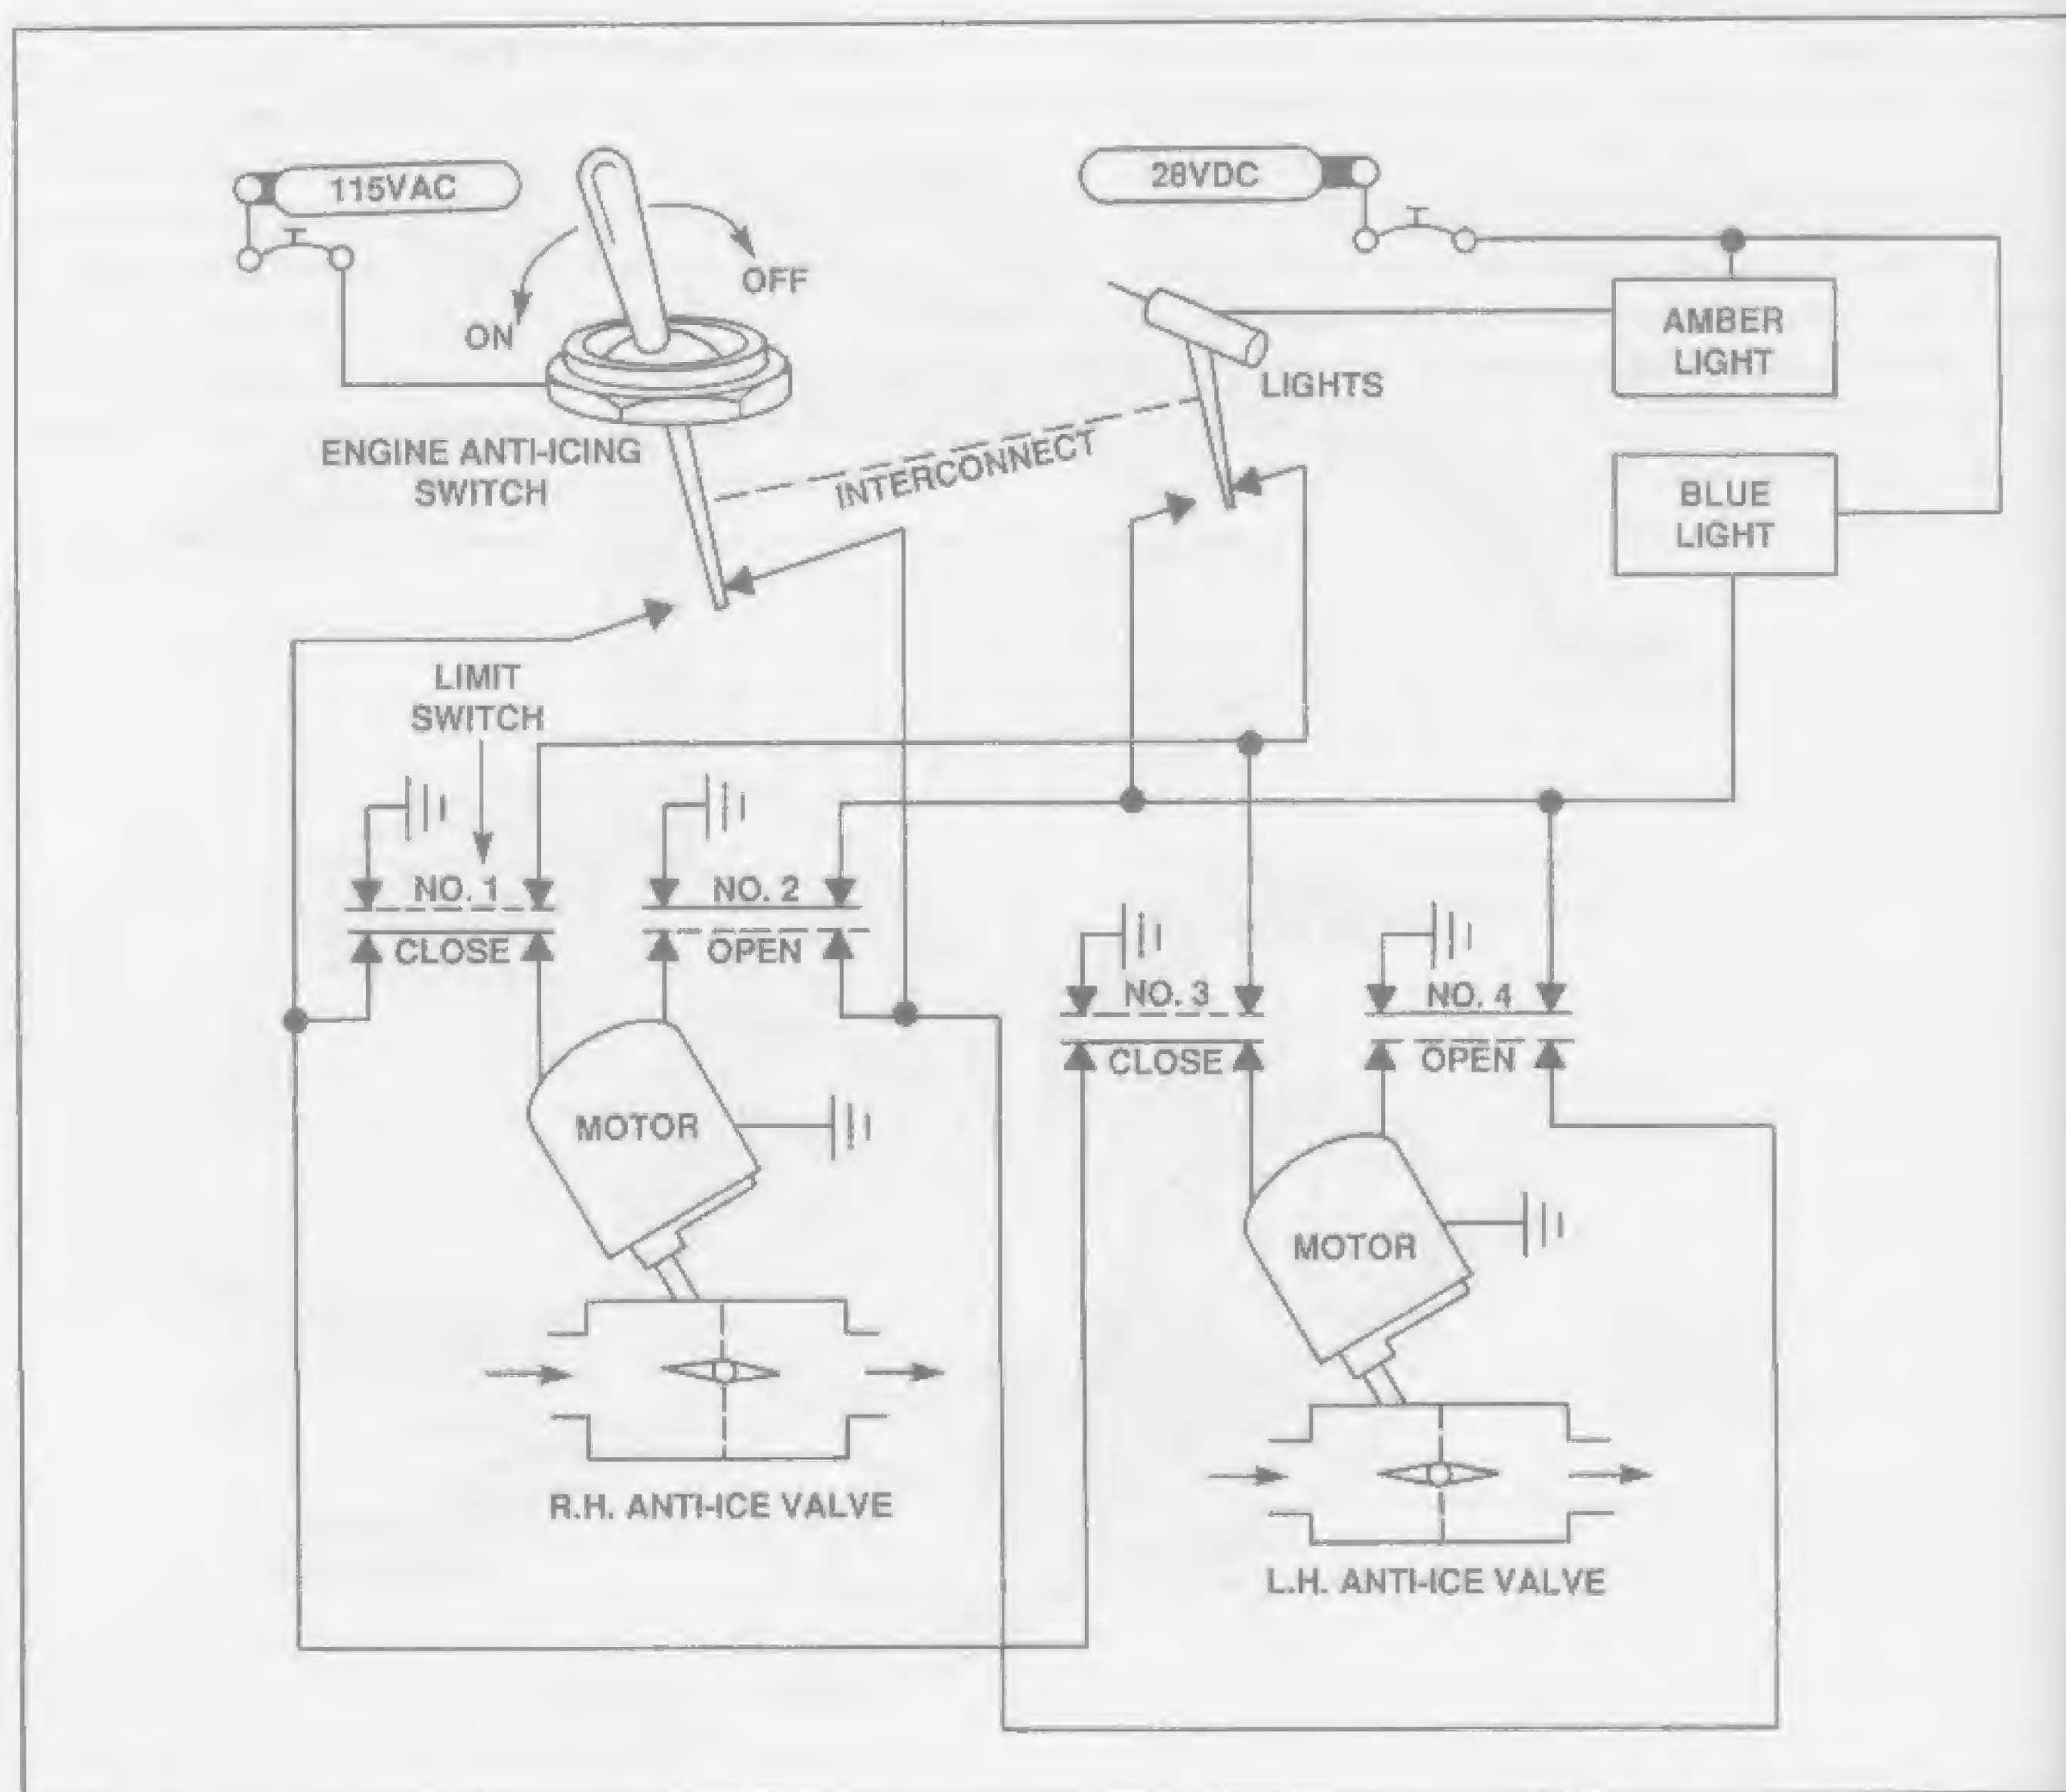 115VAC
28VDC
OFF
ON
AMBER
LIGHT
LIGHTS
ENGINE ANTI-ICING
SWITCH
INTERCONNECT
BLUE
LIGHT
LIMIT
SWITCH
NO. 1
NO. 2
CLOSE
OPEN
NO. 3
NO. 4
CLOSE
OPEN
MOTOR
MOTOR
R.H. ANTI-ICE VALVE
L.H. ANTI-ICE VALVE